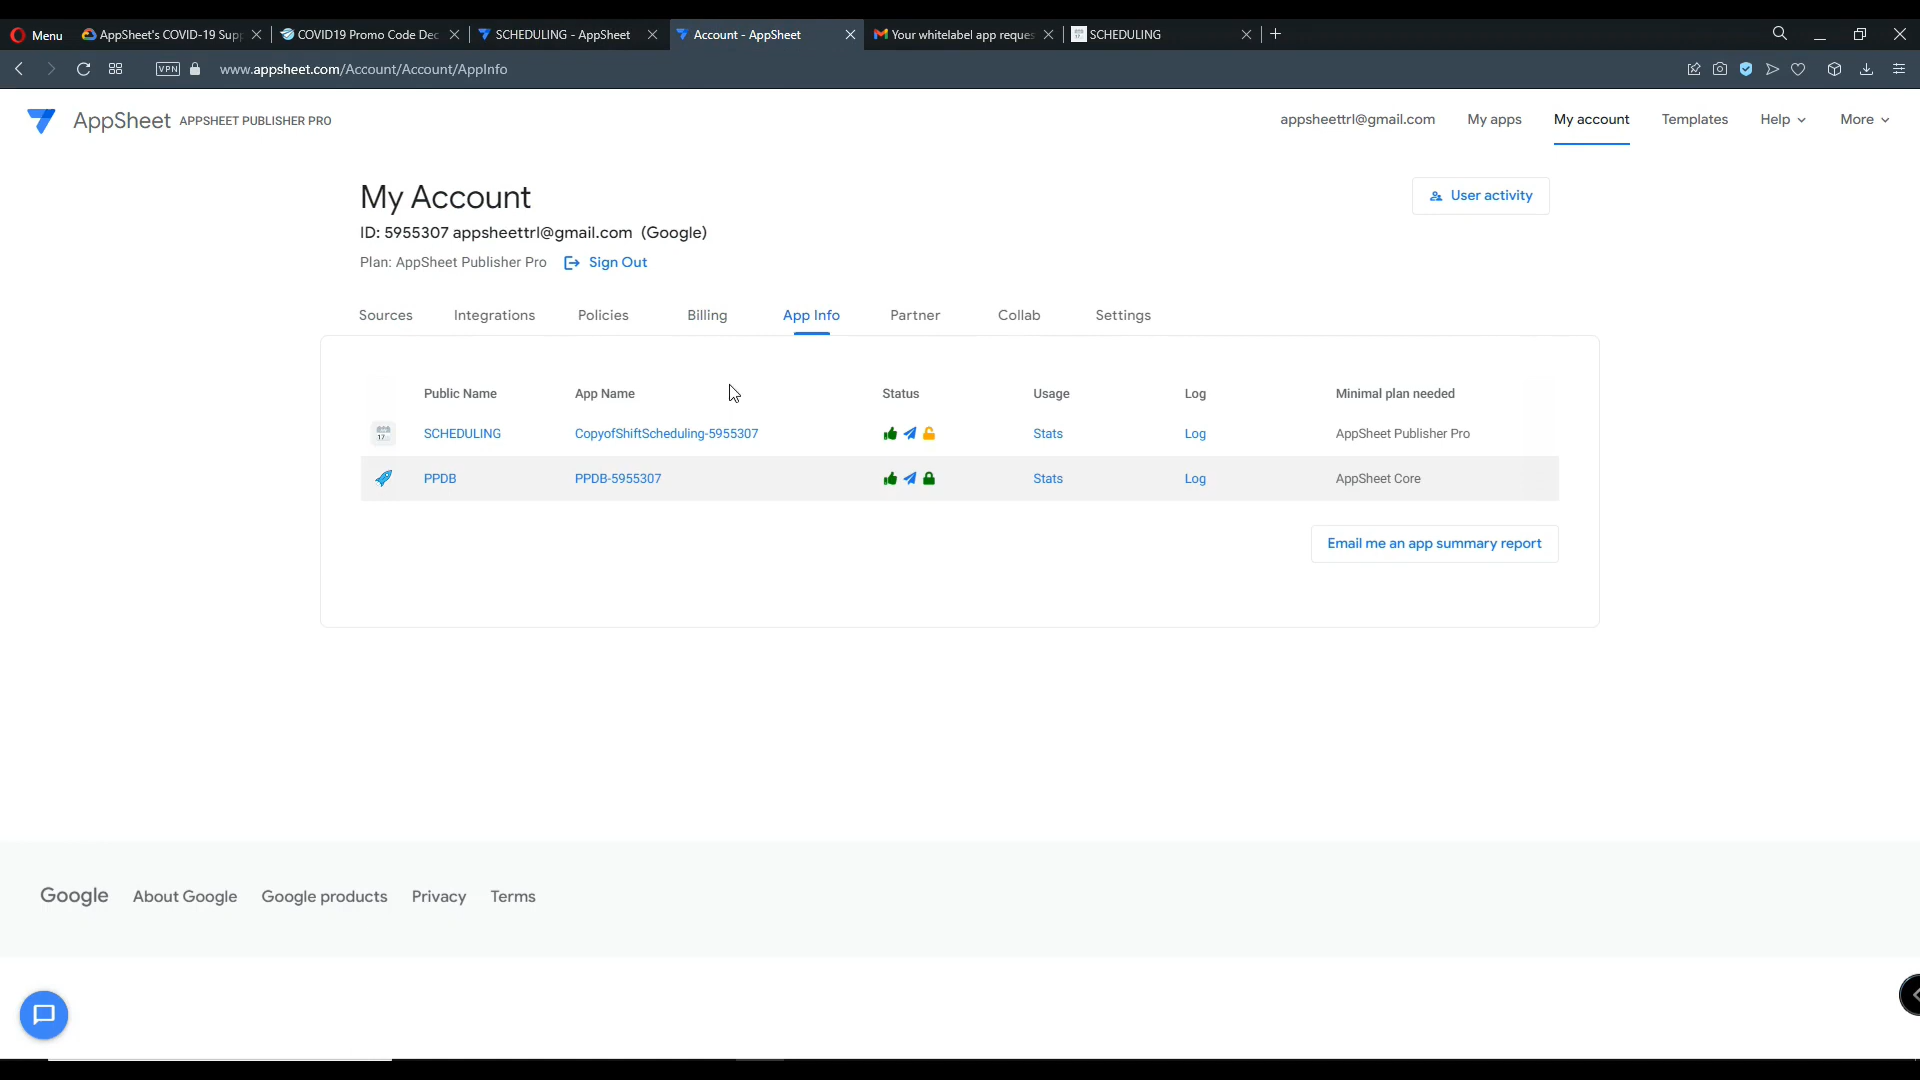 Menu AppSheet's COVID-19 Sup COVID19 Promo Code Dec SCHEDULING - AppSheet Account - AppSheet Your whitelabel app reques SCHEDULING
VPN www.appsheet.com/Account/Account/AppInfo
AppSheet APPSHEET PUBLISHER PRO appsheettrl@gmail.com My apps My account Templates Help More
My Account
User activity
ID: 5955307 appsheettrl@gmail.com (Google)
Plan: AppSheet Publisher Pro Sign Out
Sources Integrations Policies Billing App Info Partner Collab Settings
Public Name App Name Status Usage Log Minimal plan needed
17 SCHEDULING CopyofShiftScheduling-5955307 Stats Log AppSheet Publisher Pro
PPDB PPDB-5955307 Stats Log AppSheet Core
Email me an app summary report
Google About Google Google products Privacy Terms